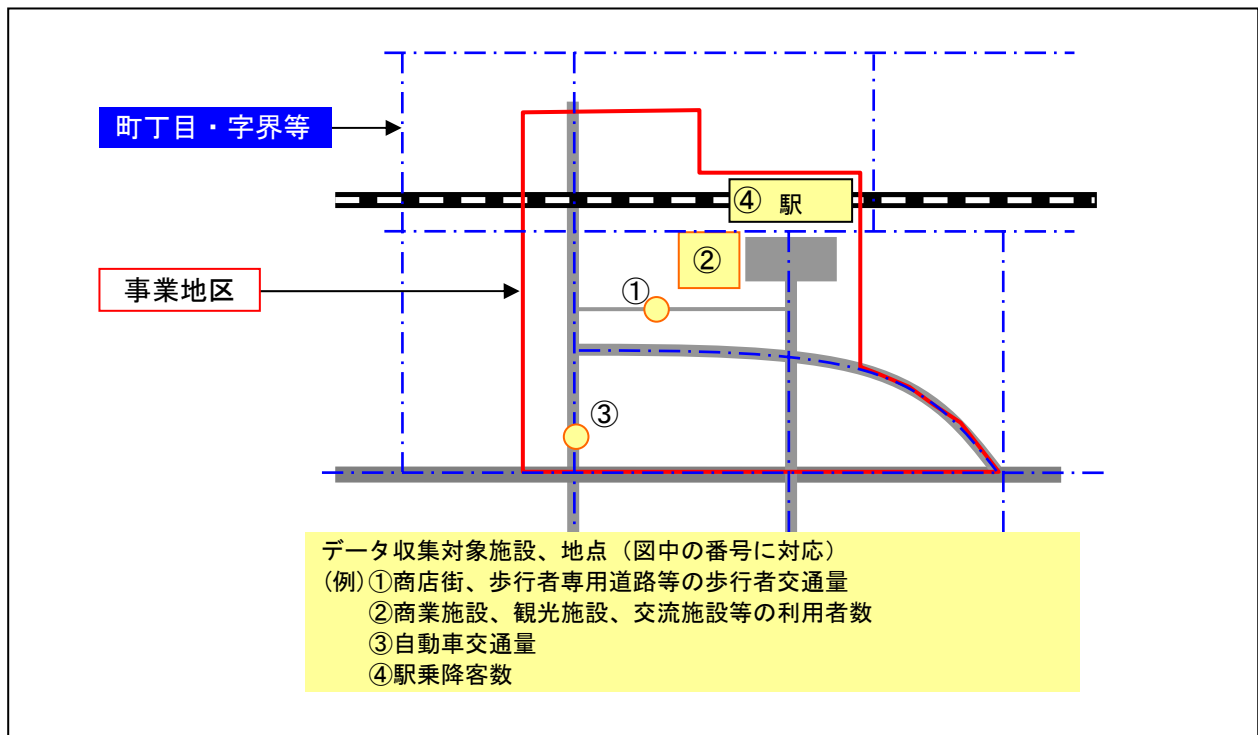 町丁目・字界等
④ 駅
②
事業地区
①
③
データ収集対象施設、地点（図中の番号に対応）
(例)①商店街、歩行者専用道路等の歩行者交通量
②商業施設、観光施設、交流施設等の利用者数
③自動車交通量
④駅乗降客数